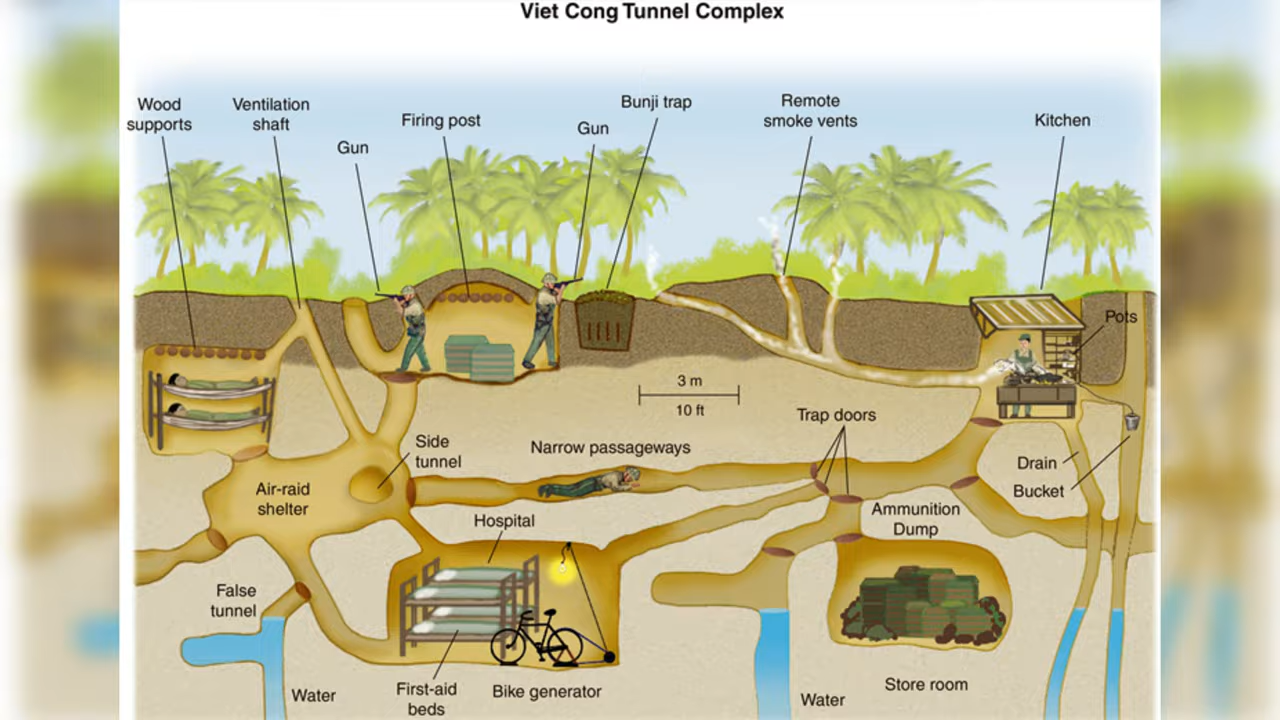 Viet Cong Tunnel Complex
Wood
supports
Ventilation
shaft
Gun
Firing post
Gun
Bunji trap
Remote
smoke vents
Kitchen
Pots
3 m
10 ft
Trap doors
Side
tunnel
Narrow passageways
Drain
Bucket
Air-raid
shelter
Hospital
Ammunition
Dump
False
tunnel
Water
First-aid
beds
Bike generator
Water
Store room